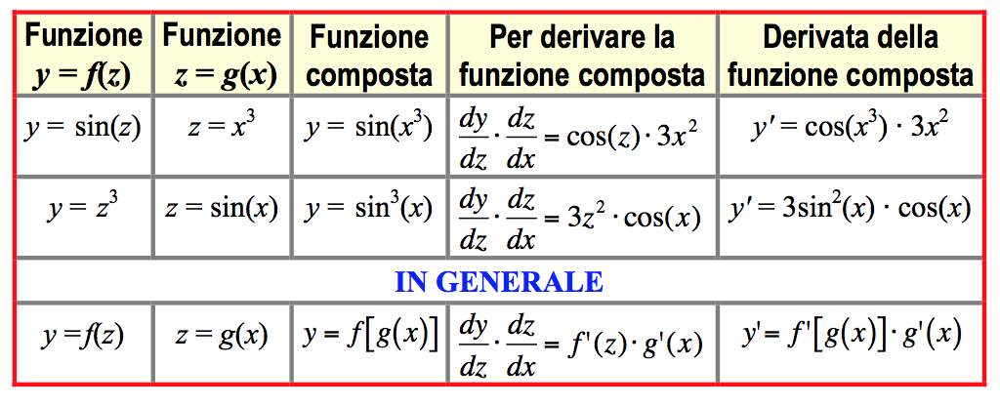 Funzione y = f(z) Funzione z = g(x) Funzione composta Per derivare la funzione composta Derivata della funzione composta
y = sin(z) z = x³ y = sin(x³) dy/dz · dz/dx = cos(z) · 3x² y′ = cos(x³) · 3x²
y = z³ z = sin(x) y = sin³(x) dy/dz · dz/dx = 3z² · cos(x) y′ = 3sin²(x) · cos(x)
IN GENERALE
y =f(z) z = g(x) y = f[g(x)] dy/dz · dz/dx = f'(z) · g'(x) y' = f'[g(x)] · g'(x)